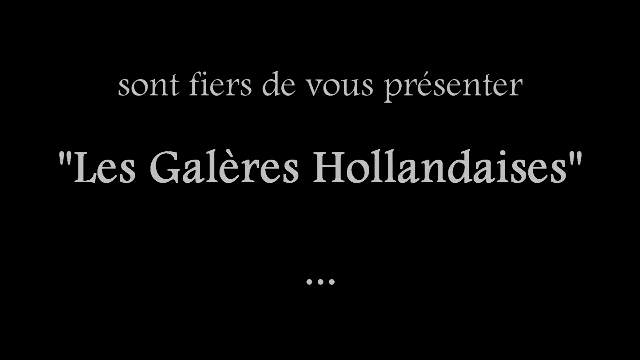 sont fiers de vous présenter
"Les Galères Hollandaises"
...